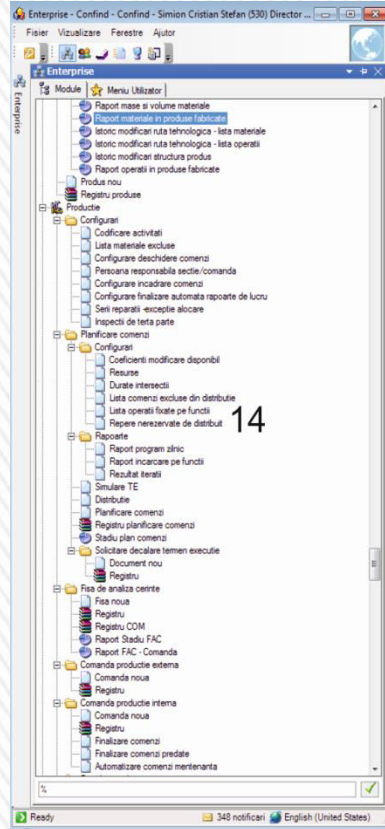 Enterprise - Confind - Confind - Simion Cristian Stefan (530) Director ...
Fisier Vizualizare Ferestre Ajutor
Enterprise
Enterprise
Module Meniu Utilizator
Raport mase si volume materiale
Raport materiale in produse fabricate
Istoric modificari ruta tehnologica - lista materiale
Istoric modificari ruta tehnologica - lista operatii
Istoric modificari structura produs
Raport operatii in produse fabricate
Produs nou
Registru produse
Productie
Configurari
Codificare activitati
Lista materiale excluse
Configurare deschidere comenzi
Persoana responsabila sectie/comanda
Configurare incadrare comenzi
Configurare finalizare automata rapoarte de lucru
Serii reparatii -exceptie alocare
Inspectii de terta parte
Planificare comenzi
Configurari
Coeficienti modificare disponibil
Resurse
Durate intersectii
Lista comenzi excluse din distributie
Lista operatii fixate pe functii
Repere nerezervate de distribuit
14
Rapoarte
Raport program zilnic
Raport incarcare pe functii
Rezultat iteratii
Simulare TE
Distributie
Planificare comenzi
Registru planificare comenzi
Stadiu plan comenzi
Solicitare decalare termen executie
Document nou
Registru
Fisa de analiza cerinte
Fisa noua
Registru
Registru COM
Raport Stadiu FAC
Raport FAC - Comanda
Comanda productie externa
Comanda noua
Registru
Comanda productie interna
Comanda noua
Registru
Finalizare comenzi
Finalizare comenzi predate
Automatizare comenzi mentenanta
%
Ready 348 notificari English (United States)